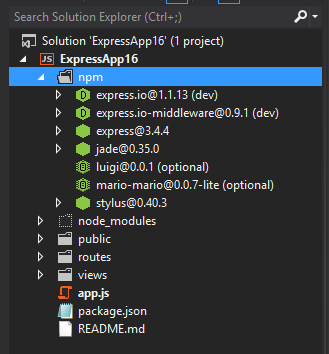 Search Solution Explorer (Ctrl+;)
Solution 'ExpressApp16' (1 project)
JS ExpressApp16
npm
D express.io@1.1.13 (dev)
D express.io-middleware@0.9.1 (dev)
express@3.4.4
jade@0.35.0
luigi@0.0.1 (optional)
mario-mario@0.0.7-lite (optional)
stylus@0.40.3
node_modules
public
routes
views
app.js
package.json
README.md